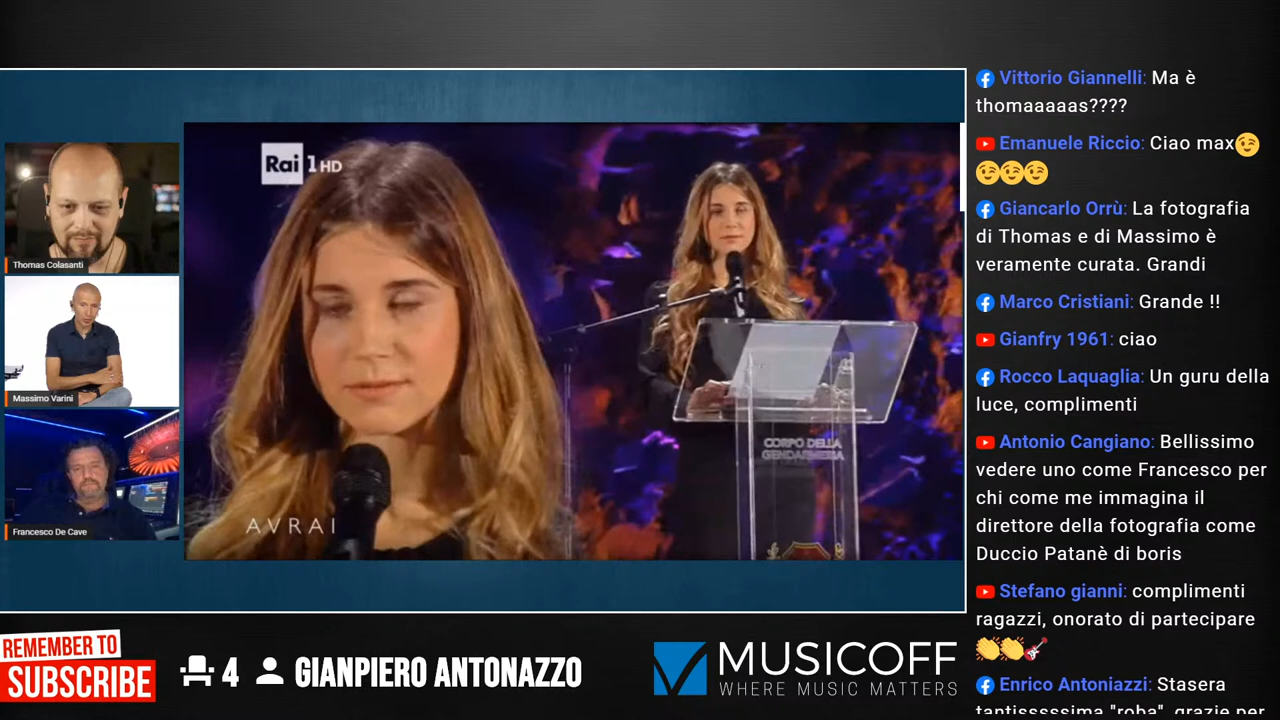 Rai 1 HD
Thomas Colasanti
Massimo Varini
Francesco De Cave
AVRAI
CORPO DELLA
GENDARMERIA
REMEMBER TO
SUBSCRIBE
4 GIANPIERO ANTONAZZO
MUSICOFF
WHERE MUSIC MATTERS
Vittorio Giannelli: Ma è
thomaaaaas????
Emanuele Riccio: Ciao max😉
😉😉😉
Giancarlo Orrù: La fotografia
di Thomas e di Massimo è
veramente curata. Grandi
Marco Cristiani: Grande !!
Gianfry 1961: ciao
Rocco Laquaglia: Un guru della
luce, complimenti
Antonio Cangiano: Bellissimo
vedere uno come Francesco per
chi come me immagina il
direttore della fotografia come
Duccio Patanè di boris
Stefano gianni: complimenti
ragazzi, onorato di partecipare
👏👏🎸
Enrico Antoniazzi: Stasera
tantisssssima "roba", grazie per